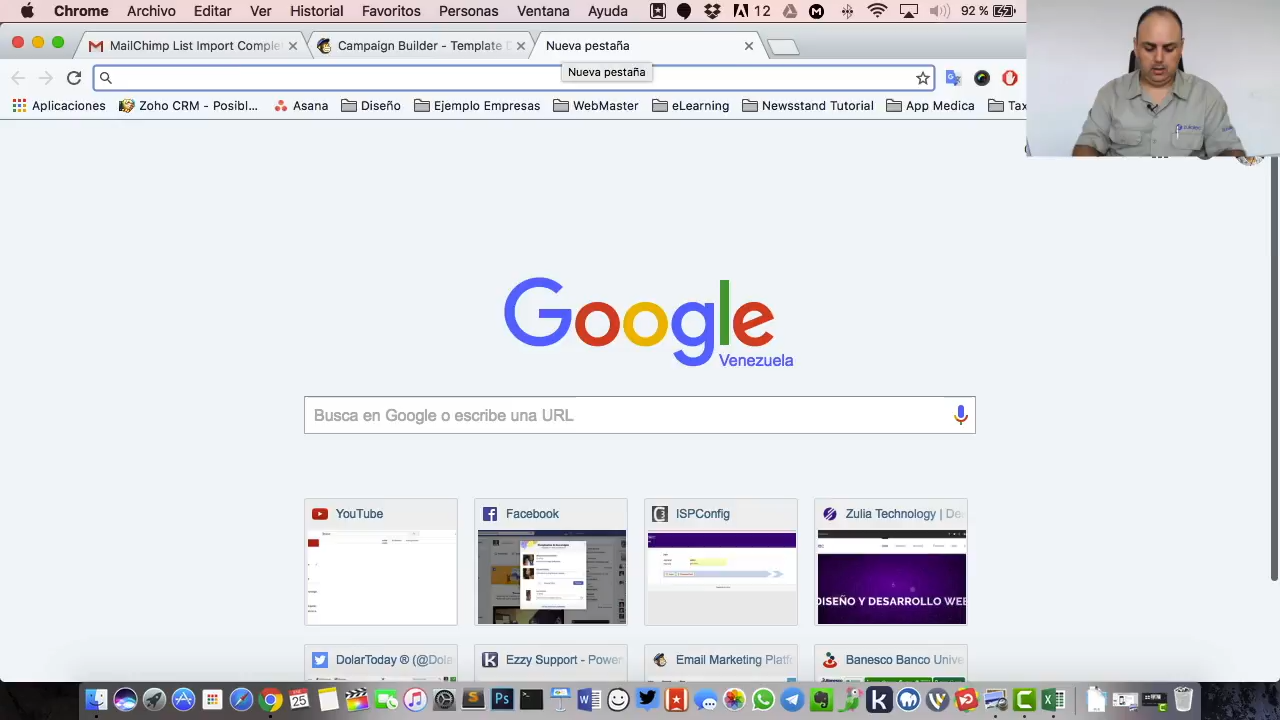 Chrome Archivo Editar Ver Historial Favoritos Personas Ventana Ayuda 12 92 %
MailChimp List Import Comple
Campaign Builder - Template D
Nueva pestaña
Nueva pestaña
Aplicaciones
Zoho CRM - Posibl...
Asana
Diseño
Ejemplo Empresas
WebMaster
eLearning
Newsstand Tutorial
App Medica
Tax
Google
Venezuela
Busca en Google o escribe una URL
YouTube
Facebook
ISPConfig
Zulia Technology | De
DISEÑO Y DESARROLLO WEB
DolarToday ® (@Dola
Ezzy Support - Power
Email Marketing Platf
Banesco Banco Unive
25